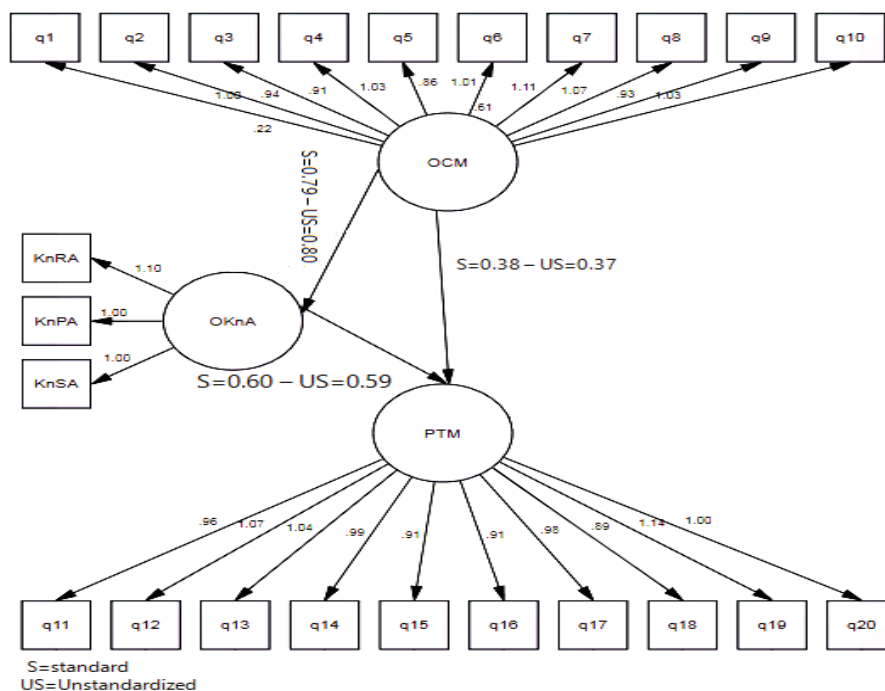 q1 q2 q3 q4 q5 q6 q7 q8 q9 q10
1.00 .94 .91 1.03 .86 1.01 1.11 1.07 .93 1.03
.22 .61
OCM
S=0.79 – US=0.80
S=0.38 – US=0.37
KnRA 1.10
KnPA 1.00 OKnA
KnSA 1.00
S=0.60 – US=0.59
PTM
.96 1.07 1.04 .99 .91 .91 .98 .89 1.14 1.00
q11 q12 q13 q14 q15 q16 q17 q18 q19 q20
S=standard
US=Unstandardized